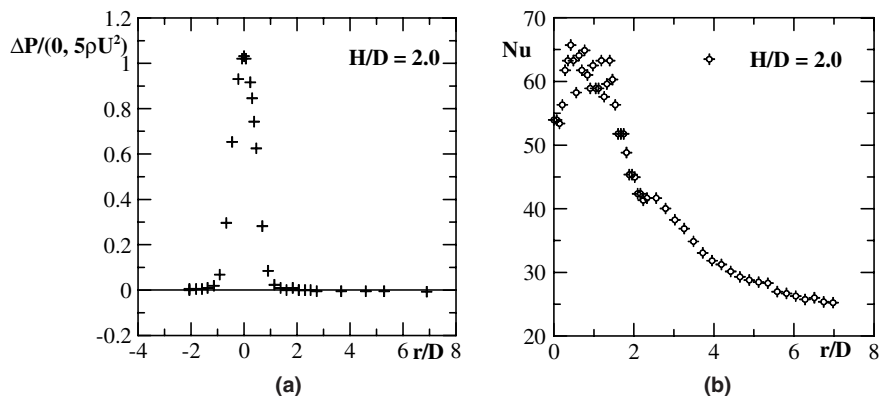 1.2
ΔP/(0, 5ρU²)
1
0.8
0.6
0.4
0.2
0
-0.2
H/D = 2.0
-4 -2 0 2 4 6 8
r/D
(a)
70
Nu
65
60
50
40
30
20
H/D = 2.0
0 2 4 6 8
r/D
(b)